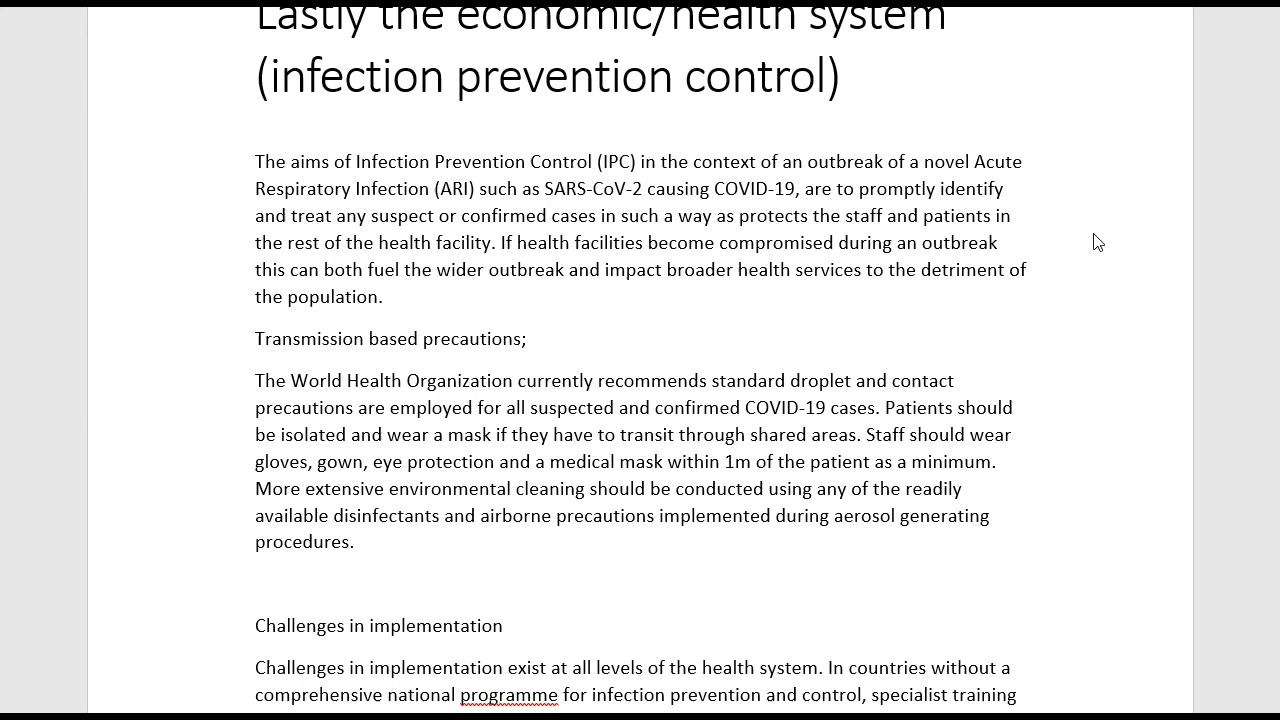 Lastly the economic/health system
(infection prevention control)
The aims of Infection Prevention Control (IPC) in the context of an outbreak of a novel Acute
Respiratory Infection (ARI) such as SARS-CoV-2 causing COVID-19, are to promptly identify
and treat any suspect or confirmed cases in such a way as protects the staff and patients in
the rest of the health facility. If health facilities become compromised during an outbreak
this can both fuel the wider outbreak and impact broader health services to the detriment of
the population.
Transmission based precautions;
The World Health Organization currently recommends standard droplet and contact
precautions are employed for all suspected and confirmed COVID-19 cases. Patients should
be isolated and wear a mask if they have to transit through shared areas. Staff should wear
gloves, gown, eye protection and a medical mask within 1m of the patient as a minimum.
More extensive environmental cleaning should be conducted using any of the readily
available disinfectants and airborne precautions implemented during aerosol generating
procedures.
Challenges in implementation
Challenges in implementation exist at all levels of the health system. In countries without a
comprehensive national programme for infection prevention and control, specialist training